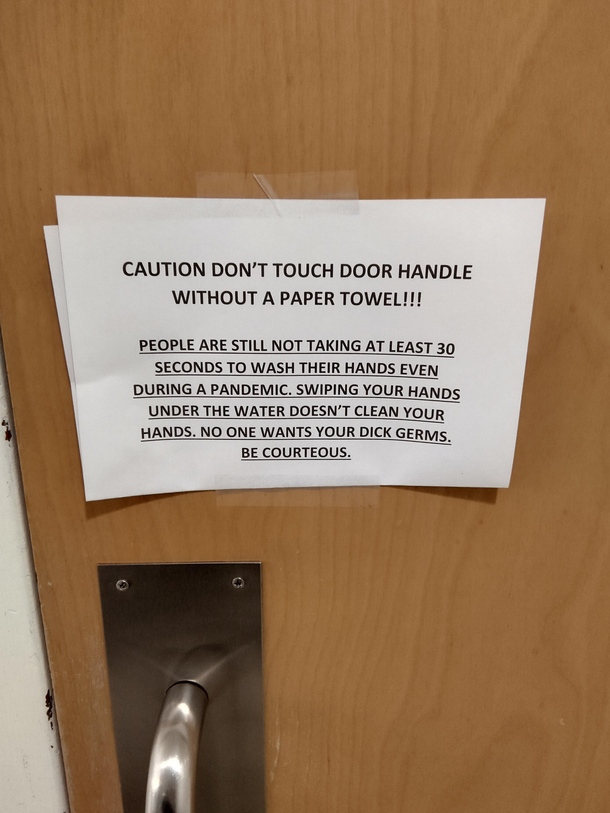 CAUTION DON'T TOUCH DOOR HANDLE
WITHOUT A PAPER TOWEL!!!
PEOPLE ARE STILL NOT TAKING AT LEAST 30
SECONDS TO WASH THEIR HANDS EVEN
DURING A PANDEMIC. SWIPING YOUR HANDS
UNDER THE WATER DOESN'T CLEAN YOUR
HANDS. NO ONE WANTS YOUR DICK GERMS.
BE COURTEOUS.